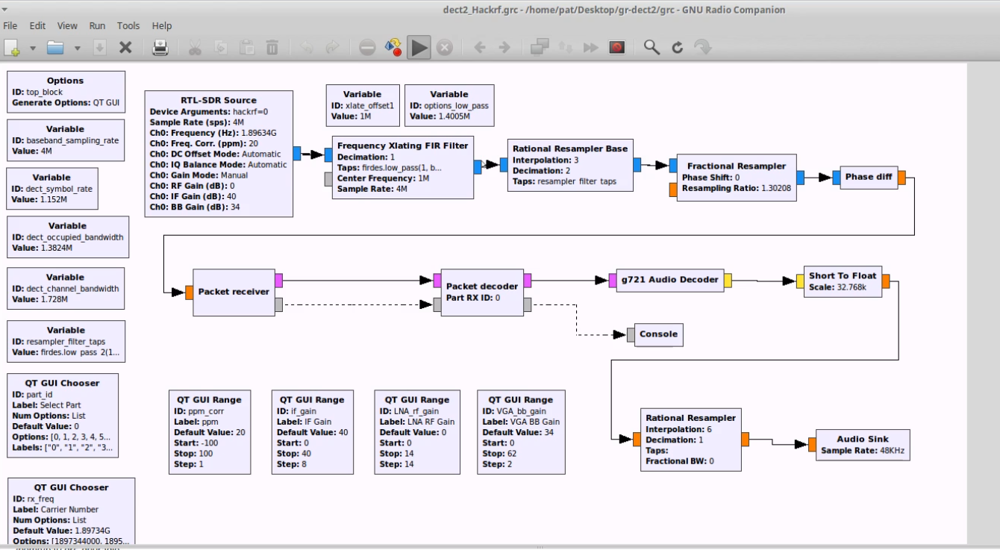 dect2_Hackrf.grc - /home/pat/Desktop/gr-dect2/grc - GNU Radio Companion
File Edit View Run Tools Help
Options
ID: top_block
Generate Options: QT GUI
Variable
ID: baseband_sampling_rate
Value: 4M
Variable
ID: dect_symbol_rate
Value: 1.152M
Variable
ID: dect_occupied_bandwidth
Value: 1.3824M
Variable
ID: dect_channel_bandwidth
Value: 1.728M
Variable
ID: resampler_filter_taps
Value: firdes.low_pass_2(1...
QT GUI Chooser
ID: part_id
Label: Select Part
Num Options: List
Default Value: 0
Options: [0, 1, 2, 3, 4, 5...
Labels: ["0", "1", "2", "3...
QT GUI Chooser
ID: rx_freq
Label: Carrier Number
Num Options: List
Default Value: 1.89734G
Options: [1897344000, 1895...
RTL-SDR Source
Device Arguments: hackrf=0
Sample Rate (sps): 4M
Ch0: Frequency (Hz): 1.89634G
Ch0: Freq. Corr. (ppm): 20
Ch0: DC Offset Mode: Automatic
Ch0: IQ Balance Mode: Automatic
Ch0: Gain Mode: Manual
Ch0: RF Gain (dB): 0
Ch0: IF Gain (dB): 40
Ch0: BB Gain (dB): 34
Variable
ID: xlate_offset1
Value: 1M
Variable
ID: options_low_pass
Value: 1.4005M
Frequency Xlating FIR Filter
Decimation: 1
Taps: firdes.low_pass(1, b...
Center Frequency: 1M
Sample Rate: 4M
Rational Resampler Base
Interpolation: 3
Decimation: 2
Taps: resampler_filter_taps
Fractional Resampler
Phase Shift: 0
Resampling Ratio: 1.30208
Phase diff
Packet receiver
Packet decoder
Part RX ID: 0
g721 Audio Decoder
Short To Float
Scale: 32.768k
Console
QT GUI Range
ID: ppm_corr
Label: ppm
Default Value: 20
Start: -100
Stop: 100
Step: 1
QT GUI Range
ID: if_gain
Label: IF Gain
Default Value: 40
Start: 0
Stop: 40
Step: 8
QT GUI Range
ID: LNA_rf_gain
Label: LNA RF Gain
Default Value: 0
Start: 0
Stop: 14
Step: 14
QT GUI Range
ID: VGA_bb_gain
Label: VGA BB Gain
Default Value: 34
Start: 0
Stop: 62
Step: 2
Rational Resampler
Interpolation: 6
Decimation: 1
Taps:
Fractional BW: 0
Audio Sink
Sample Rate: 48KHz